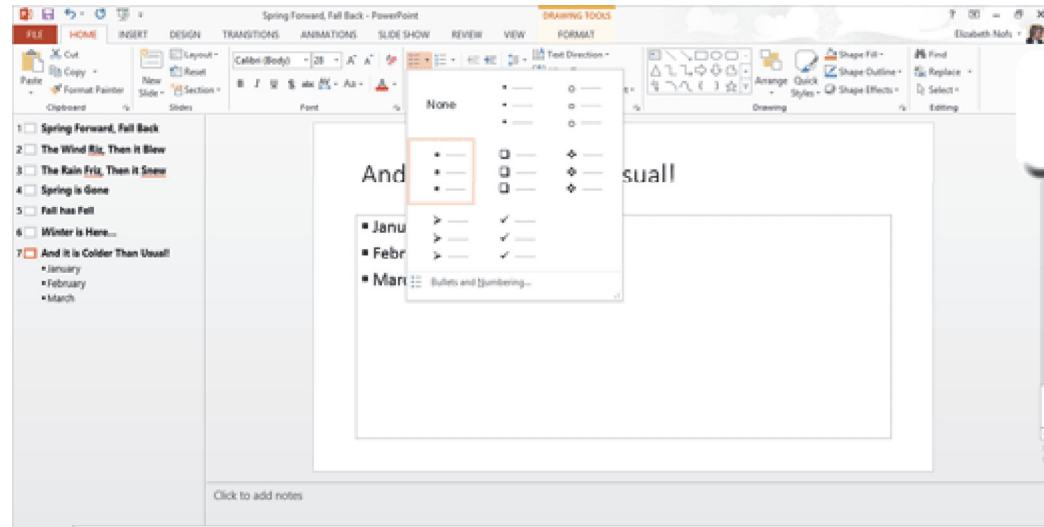 Spring Forward, Fall Back - PowerPoint
DRAWING TOOLS
FILE HOME INSERT DESIGN TRANSITIONS ANIMATIONS SLIDE SHOW REVIEW VIEW FORMAT
Paste
Cut
Copy
Format Painter
Clipboard
New Slide
Layout
Reset
Section
Slides
Calibri (Body) 28
B I U S abc AV Aa A
Font
Text Direction
Arrange
Quick Styles
Shape Fill
Shape Outline
Shape Effects
Drawing
Find
Replace
Select
Editing
None
Bullets and Numbering...
1 Spring Forward, Fall Back
2 The Wind Riz, Then it Blew
3 The Rain Friz, Then it Snew
4 Spring is Gone
5 Fall has Fell
6 Winter is Here...
7 And it is Colder Than Usual!
▪ January
▪ February
▪ March
And sual!
▪ Janu
▪ Febr
▪ Marc
Click to add notes